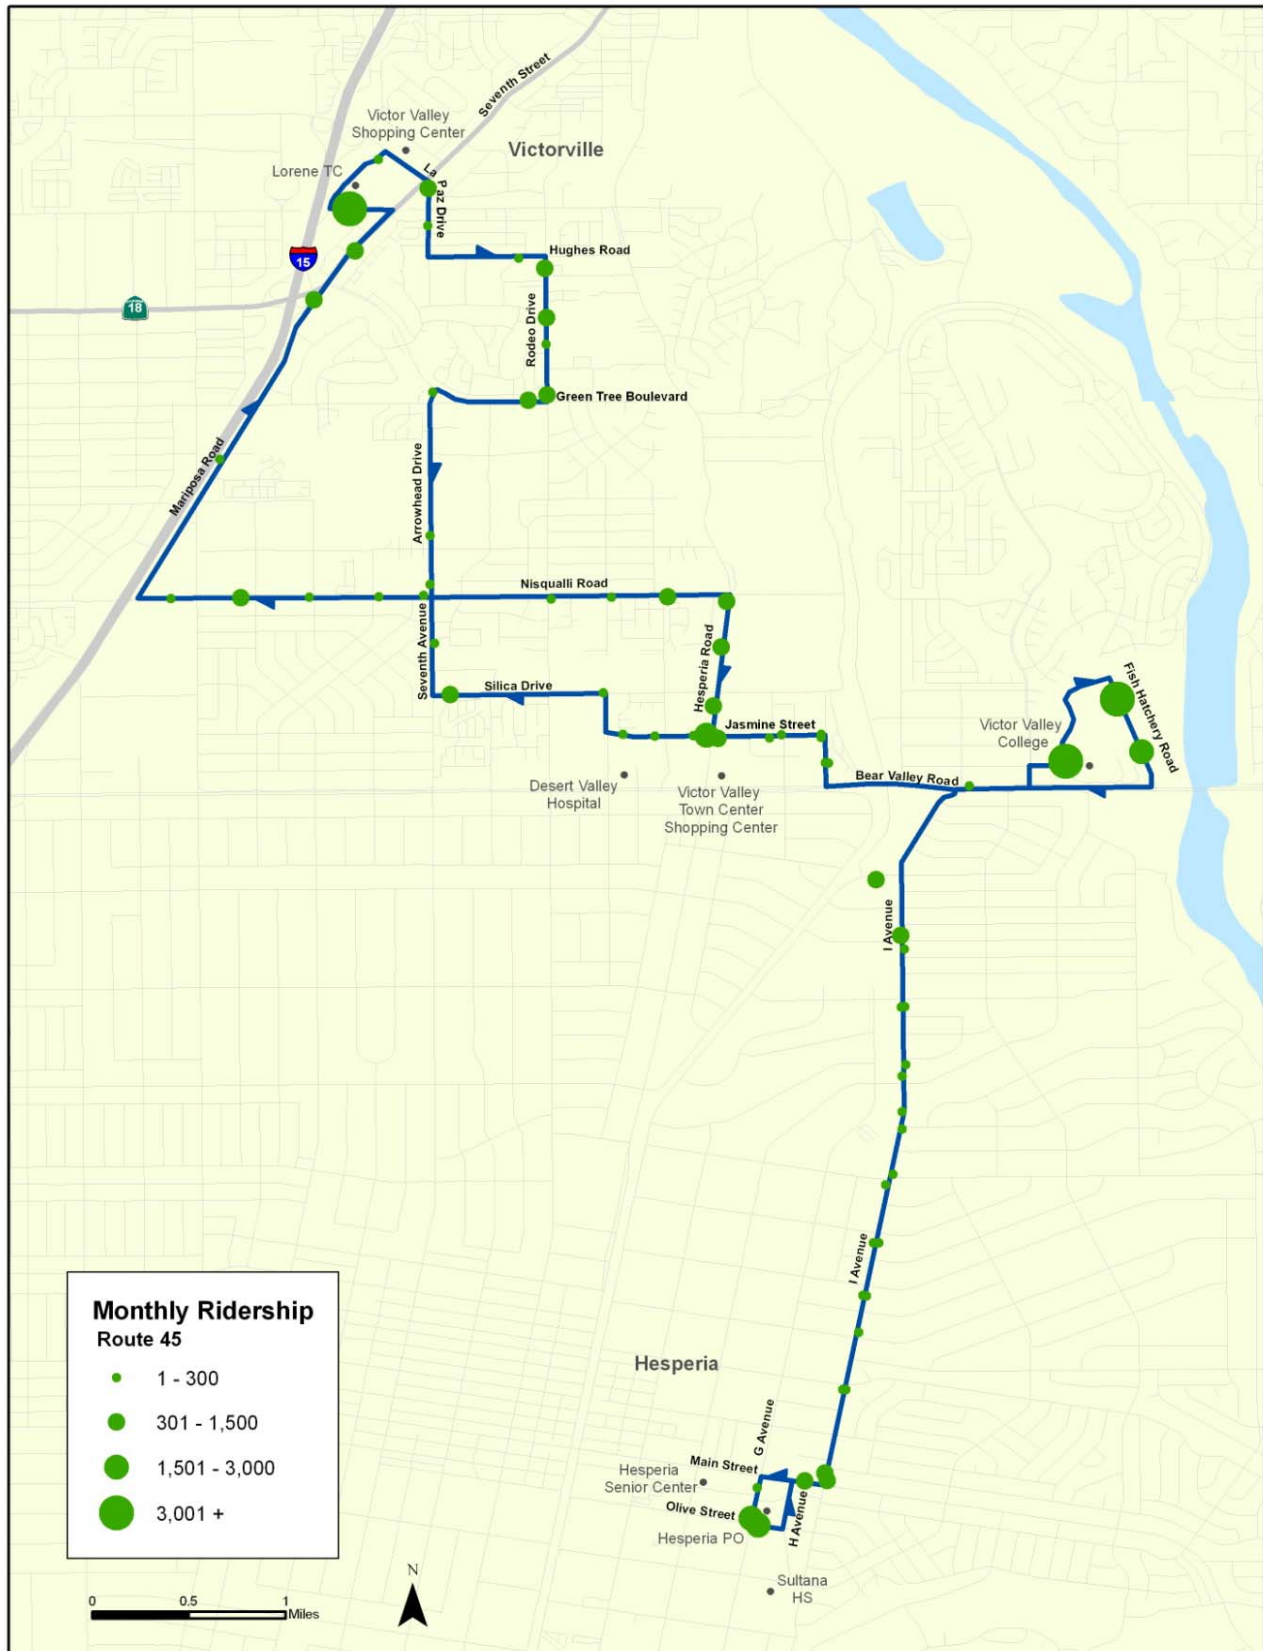 Seventh Street
Victor Valley
Shopping Center
Victorville
Lorene TC
La
Paz Drive
15
Hughes Road
18
Rodeo Drive
Green Tree Boulevard
Mariposa Road
Arrowhead Drive
Nisqualli Road
Seventh Avenue
Hesperia Road
Silica Drive
Fish Hatchery Road
Jasmine Street
Victor Valley
College
Bear Valley Road
Desert Valley
Hospital
Victor Valley
Town Center
Shopping Center
I Avenue
I Avenue
Monthly Ridership
Route 45
1 - 300
301 - 1,500
1,501 - 3,000
3,001 +
Hesperia
G Avenue
Main Street
Hesperia
Senior Center
Olive Street
H Avenue
Hesperia PO
Sultana
HS
N
0 0.5 1
Miles